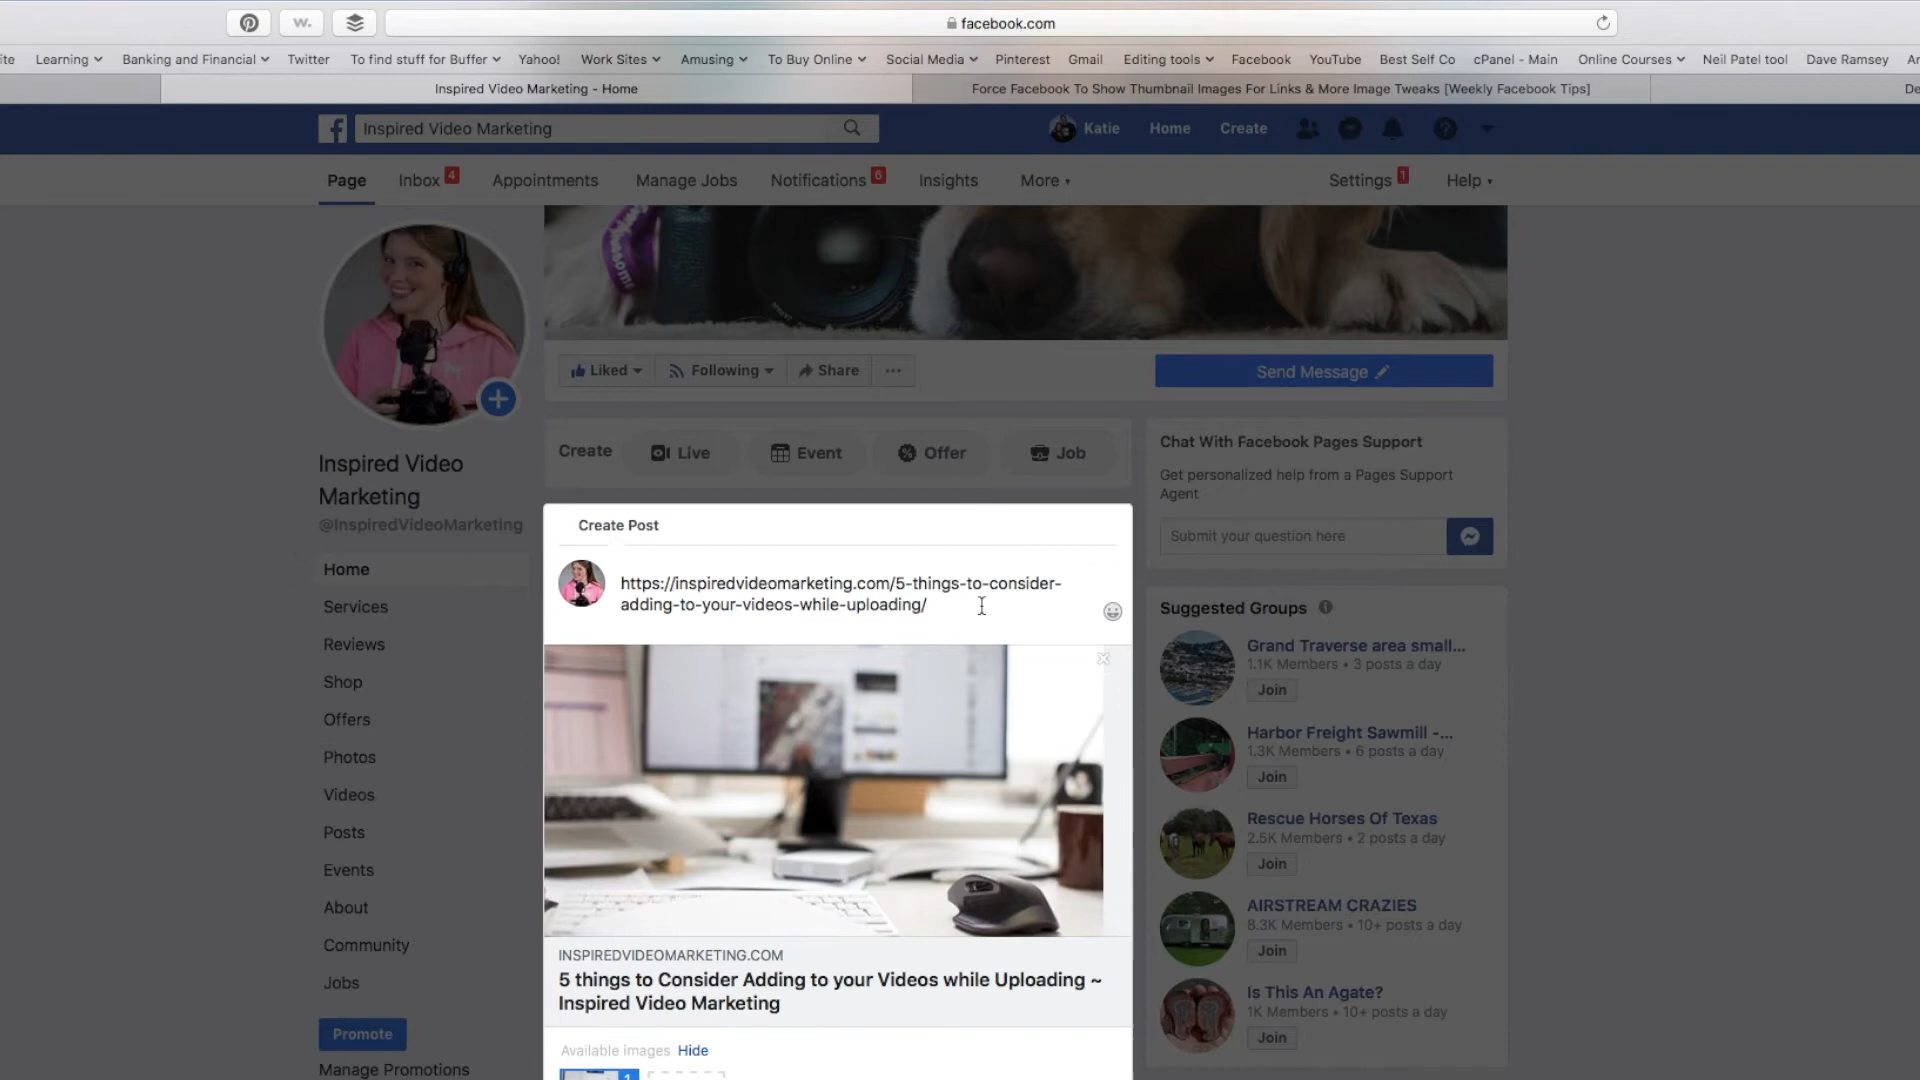 w.
facebook.com
ite Learning Banking and Financial Twitter To find stuff for Buffer Yahoo! Work Sites Amusing To Buy Online Social Media Pinterest Gmail Editing tools Facebook YouTube Best Self Co cPanel - Main Online Courses Neil Patel tool Dave Ramsey
Inspired Video Marketing - Home
Force Facebook To Show Thumbnail Images For Links & More Image Tweaks [Weekly Facebook Tips]
De
Inspired Video Marketing
Katie Home Create
Page Inbox 4 Appointments Manage Jobs Notifications 6 Insights More Settings 1 Help
Liked Following Share ...
Send Message
Create Live Event Offer Job
Inspired Video
Marketing
@InspiredVideoMarketing
Home
Services
Reviews
Shop
Offers
Photos
Videos
Posts
Events
About
Community
Jobs
Promote
Manage Promotions
Create Post
https://inspiredvideomarketing.com/5-things-to-consider-
adding-to-your-videos-while-uploading/
INSPIREDVIDEOMARKETING.COM
5 things to Consider Adding to your Videos while Uploading ~
Inspired Video Marketing
Available images Hide
1
Chat With Facebook Pages Support
Get personalized help from a Pages Support
Agent
Submit your question here
Suggested Groups
Grand Traverse area small...
1.1K Members • 3 posts a day
Join
Harbor Freight Sawmill -...
1.3K Members • 6 posts a day
Join
Rescue Horses Of Texas
2.5K Members • 2 posts a day
Join
AIRSTREAM CRAZIES
8.3K Members • 10+ posts a day
Join
Is This An Agate?
1K Members • 10+ posts a day
Join